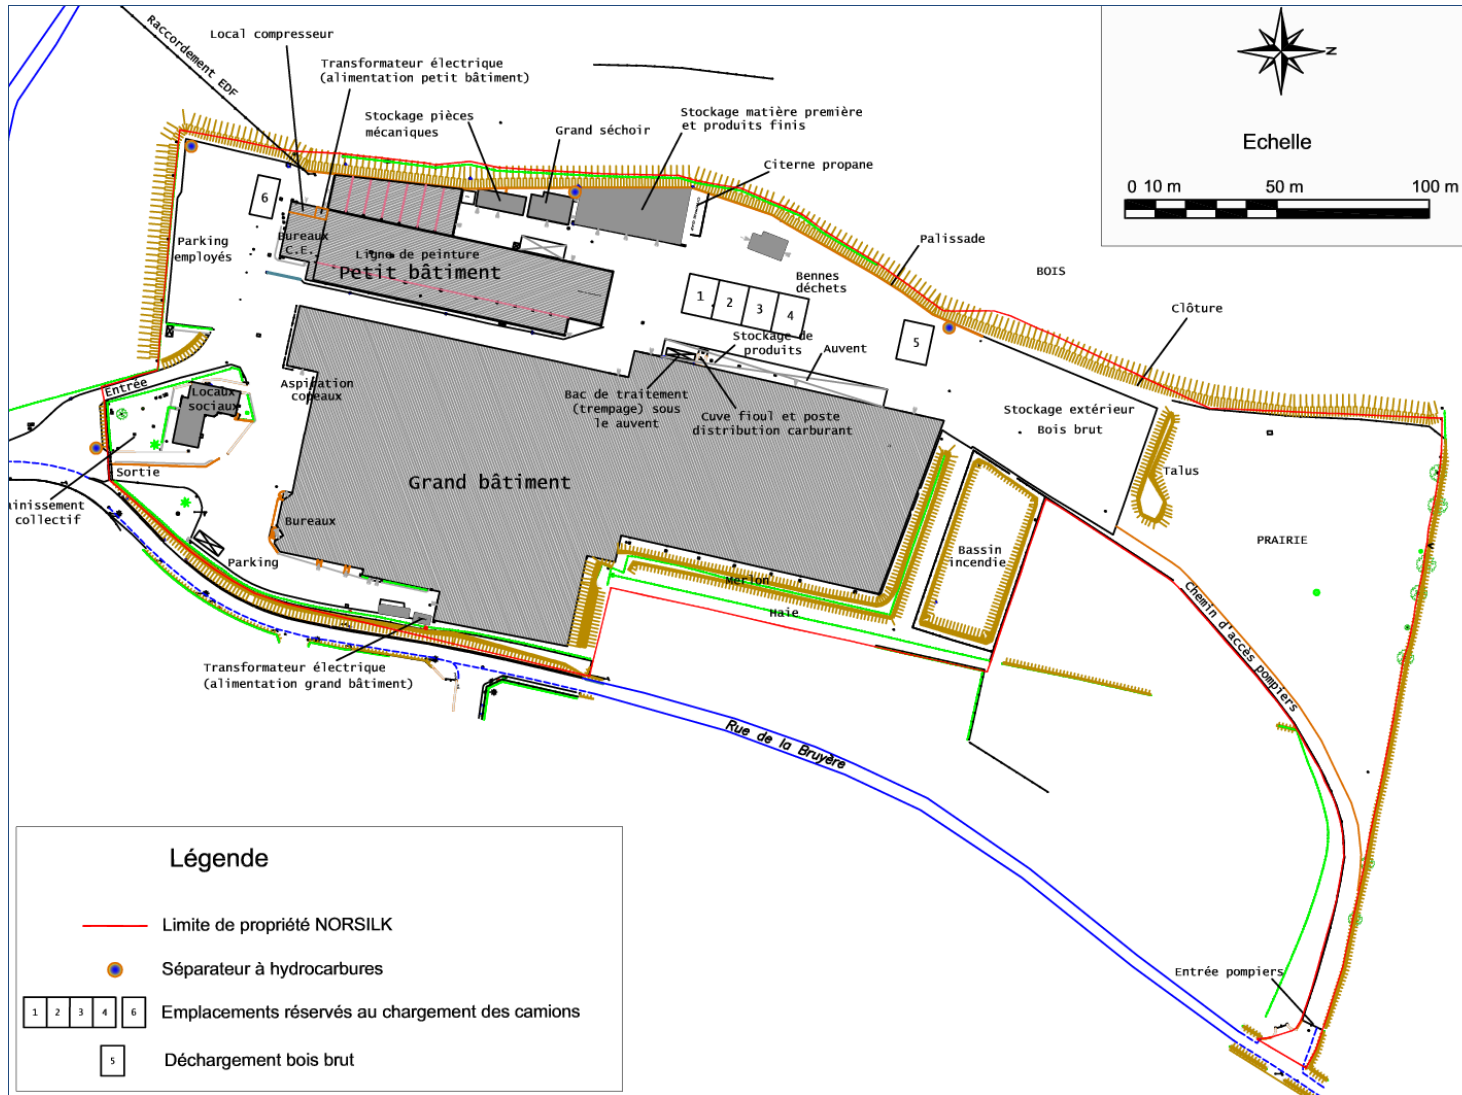 Raccordement EDF
Local compresseur
Transformateur électrique
(alimentation petit bâtiment)
Stockage pièces
mécaniques
Grand séchoir
Stockage matière première
et produits finis
Citerne propane
N
Echelle
0 10 m 50 m 100 m
Palissade
BOIS
Clôture
6
Parking
employés
Bureaux
C.E.
Ligne de peinture
Petit bâtiment
Bennes
déchets
1 2 3 4
5
Stockage de
produits
Auvent
Entrée
Locaux
sociaux
Aspiration
copeaux
Bac de traitement
(trempage) sous
le auvent
Cuve fioul et poste
distribution carburant
Stockage extérieur
Bois brut
Talus
Sortie
ainissement
collectif
Grand bâtiment
Bureaux
Parking
Bassin
incendie
PRAIRIE
Merlon
Haie
Chemin d'accès pompiers
Transformateur électrique
(alimentation grand bâtiment)
Rue de la Bruyère
Entrée pompiers
Légende
Limite de propriété NORSILK
Séparateur à hydrocarbures
1 2 3 4 6 Emplacements réservés au chargement des camions
5 Déchargement bois brut